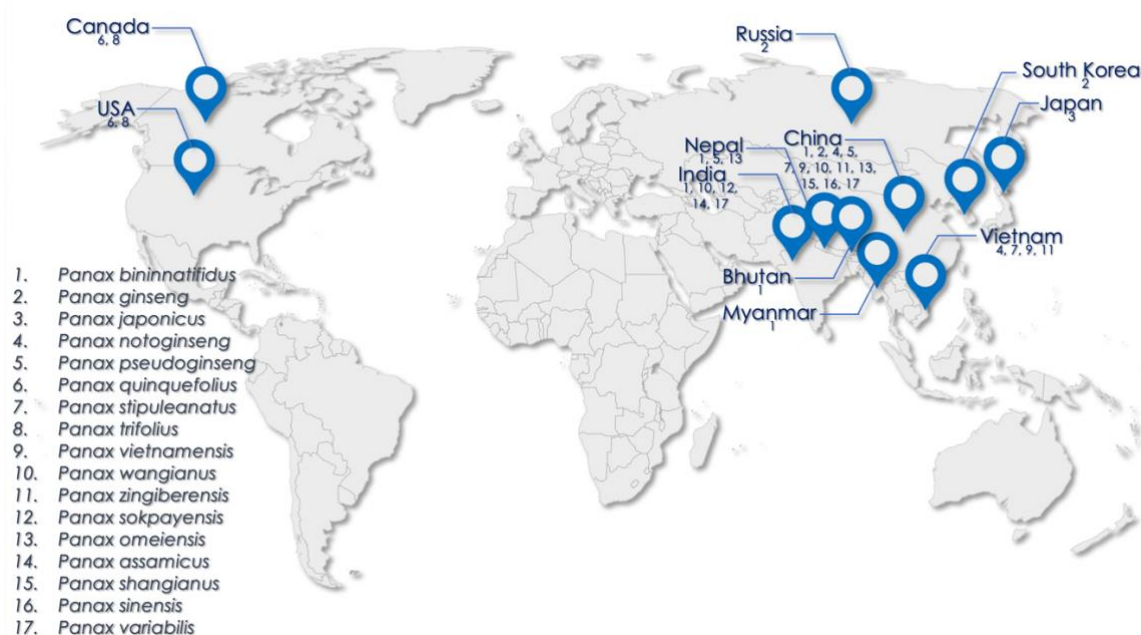 Canada
6, 8
USA
6, 8
Russia
2
South Korea
2
Japan
3
Nepal
1, 5, 13
China
1, 2, 4, 5,
7, 9, 10, 11, 13,
15, 16, 17
India
1, 10, 12,
14, 17
Vietnam
4, 7, 9, 11
Bhutan
1
Myanmar
1
1. Panax bininnatifidus
2. Panax ginseng
3. Panax japonicus
4. Panax notoginseng
5. Panax pseudoginseng
6. Panax quinquefolius
7. Panax stipuleanatus
8. Panax trifolius
9. Panax vietnamensis
10. Panax wangianus
11. Panax zingiberensis
12. Panax sokpayensis
13. Panax omeiensis
14. Panax assamicus
15. Panax shangianus
16. Panax sinensis
17. Panax variabilis